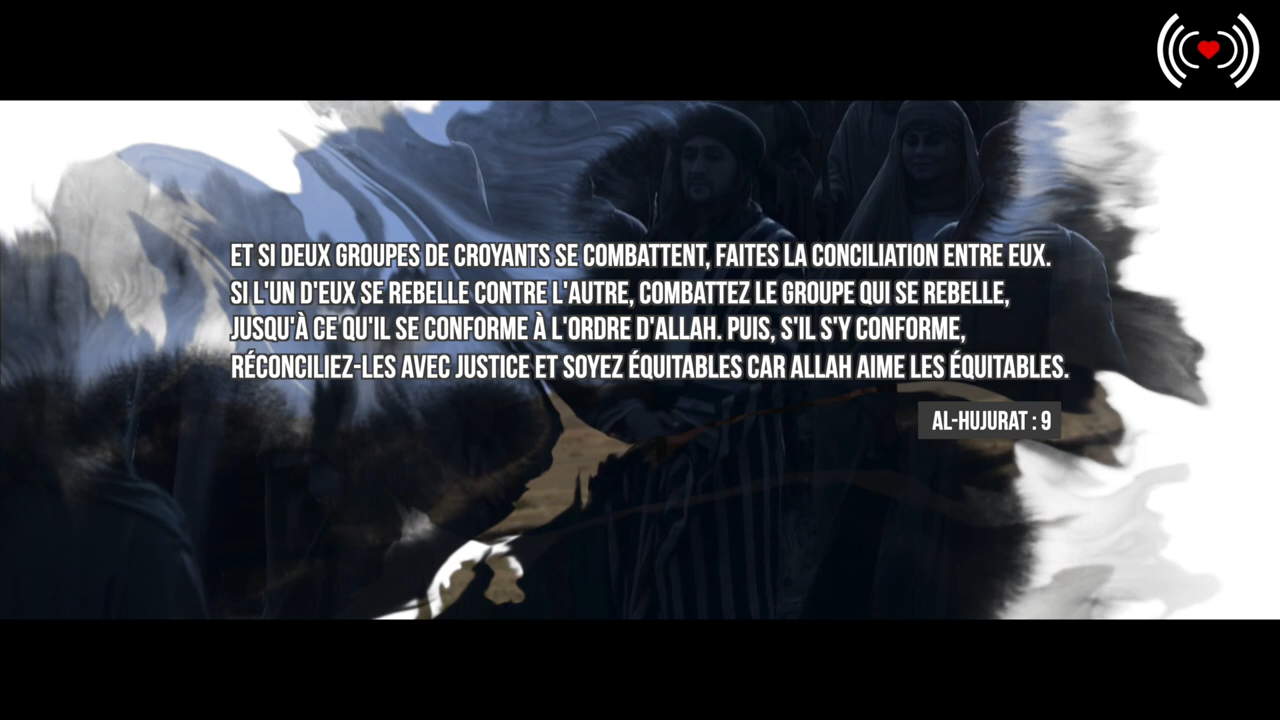 ET SI DEUX GROUPES DE CROYANTS SE COMBATTENT, FAITES LA CONCILIATION ENTRE EUX.
SI L'UN D'EUX SE REBELLE CONTRE L'AUTRE, COMBATTEZ LE GROUPE QUI SE REBELLE,
JUSQU'À CE QU'IL SE CONFORME À L'ORDRE D'ALLAH. PUIS, S'IL S'Y CONFORME,
RÉCONCILIEZ-LES AVEC JUSTICE ET SOYEZ ÉQUITABLES CAR ALLAH AIME LES ÉQUITABLES.
AL-HUJURAT : 9